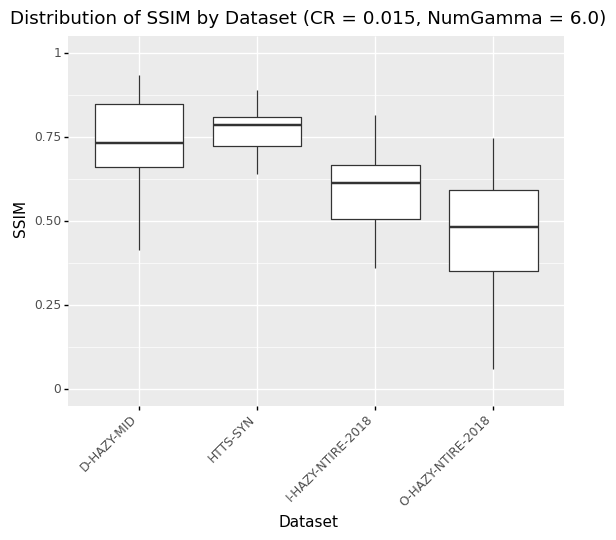 Distribution of SSIM by Dataset (CR = 0.015, NumGamma = 6.0)
1
0.75
0.50
0.25
0
SSIM
D-HAZY-MID
HTTS-SYN
I-HAZY-NTIRE-2018
O-HAZY-NTIRE-2018
Dataset